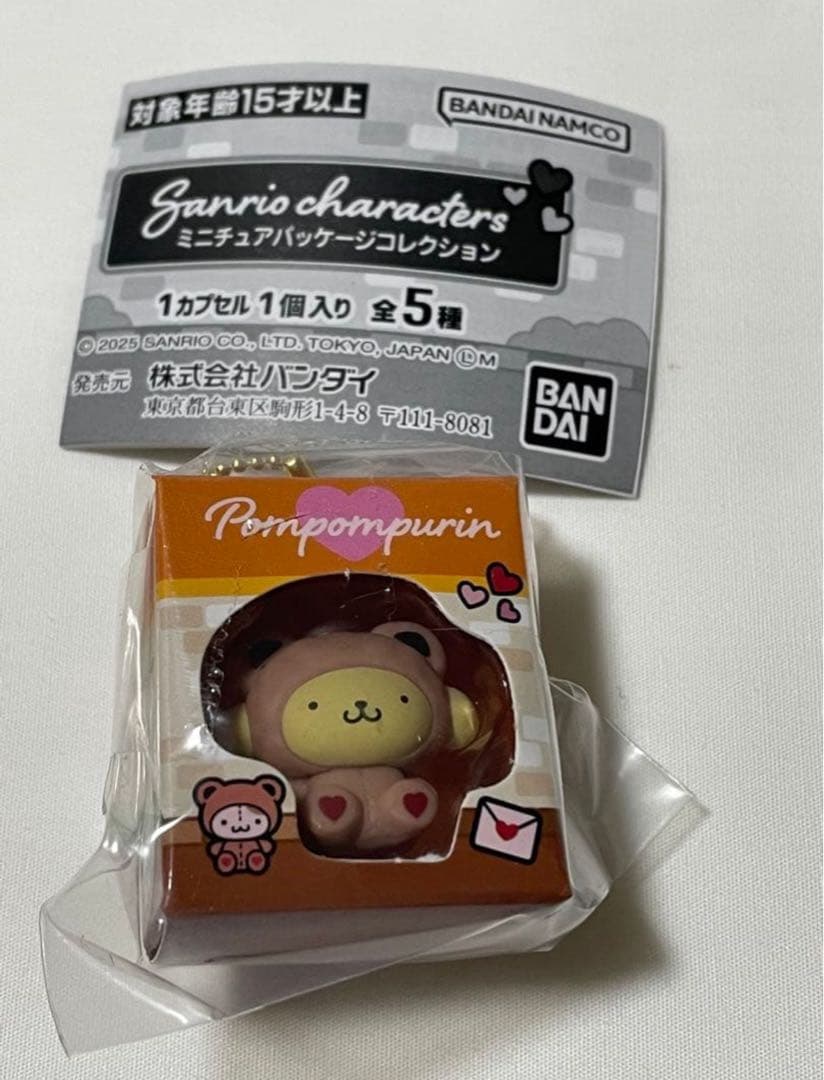 対象年齢15才以上
BANDAI NAMCO
Sanrio characters
ミニチュアパッケージコレクション
1カプセル1個入り 全5種
© 2025 SANRIO CO., LTD. TOKYO, JAPAN Ⓛ M
発売元 株式会社バンダイ
東京都台東区駒形1-4-8 〒111-8081
BAN
DAI
Pompompurin